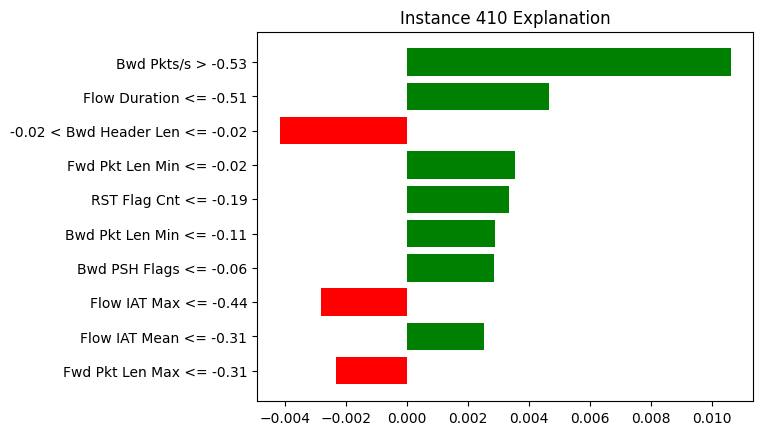 Instance 410 Explanation
Bwd Pkts/s > -0.53
Flow Duration <= -0.51
-0.02 < Bwd Header Len <= -0.02
Fwd Pkt Len Min <= -0.02
RST Flag Cnt <= -0.19
Bwd Pkt Len Min <= -0.11
Bwd PSH Flags <= -0.06
Flow IAT Max <= -0.44
Flow IAT Mean <= -0.31
Fwd Pkt Len Max <= -0.31
−0.004 −0.002 0.000 0.002 0.004 0.006 0.008 0.010